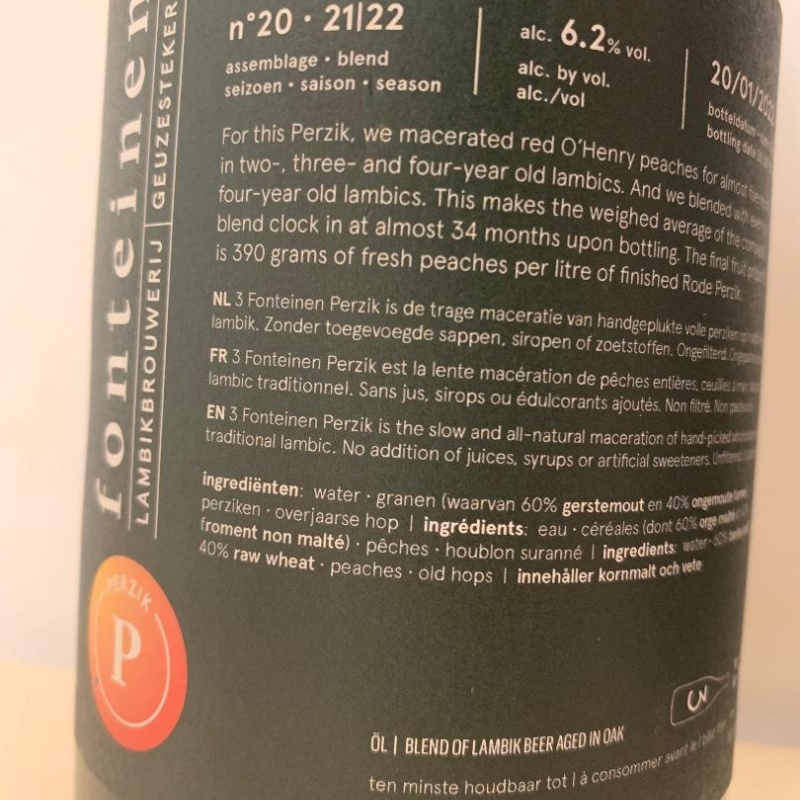 fonteinen
LAMBIKBROUWERIJ | GEUZESTEKER
n°20 · 21|22
assemblage · blend
seizoen · saison · season
alc. 6.2% vol.
alc. by vol.
alc./vol
20/01/202
botteldatum
bottling date
For this Perzik, we macerated red O'Henry peaches for almost
in two-, three- and four-year old lambics. And we blended with
four-year old lambics. This makes the weighed average of the
blend clock in at almost 34 months upon bottling. The final fruit
is 390 grams of fresh peaches per litre of finished Rode Perzik.
NL 3 Fonteinen Perzik is de trage maceratie van handgeplukte volle perziken
lambik. Zonder toegevoegde sappen, siropen of zoetstoffen. Ongefilterd.
FR 3 Fonteinen Perzik est la lente macération de pêches entières, cueillies à main
lambic traditionnel. Sans jus, sirops ou édulcorants ajoutés. Non filtré. Non
EN 3 Fonteinen Perzik is the slow and all-natural maceration of hand-picked
traditional lambic. No addition of juices, syrups or artificial sweeteners. Unfiltered.
ingrediënten: water · granen (waarvan 60% gerstemout en 40% ongemoute
perziken · overjaarse hop | ingrédients: eau · céréales (dont 60% orge malté
froment non malté) · pêches · houblon suranné | ingredients: water · 60%
40% raw wheat · peaches · old hops | innehåller kornmalt och vete
PERZIK
P
3
ÖL | BLEND OF LAMBIK BEER AGED IN OAK
ten minste houdbaar tot | à consommer avant le |